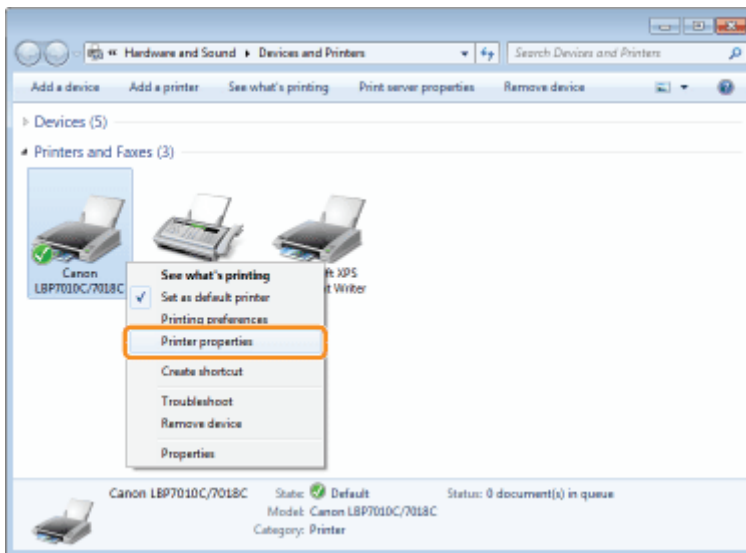 « Hardware and Sound ▸ Devices and Printers
Search Devices and Printers
Add a device Add a printer See what's printing Print server properties Remove device
Devices (5)
Printers and Faxes (3)
Canon
LBP7010C/7018C
ft XPS
t Writer
See what's printing
Set as default printer
Printing preferences
Printer properties
Create shortcut
Troubleshoot
Remove device
Properties
Canon LBP7010C/7018C State: Default Status: 0 document(s) in queue
Model: Canon LBP7010C/7018C
Category: Printer